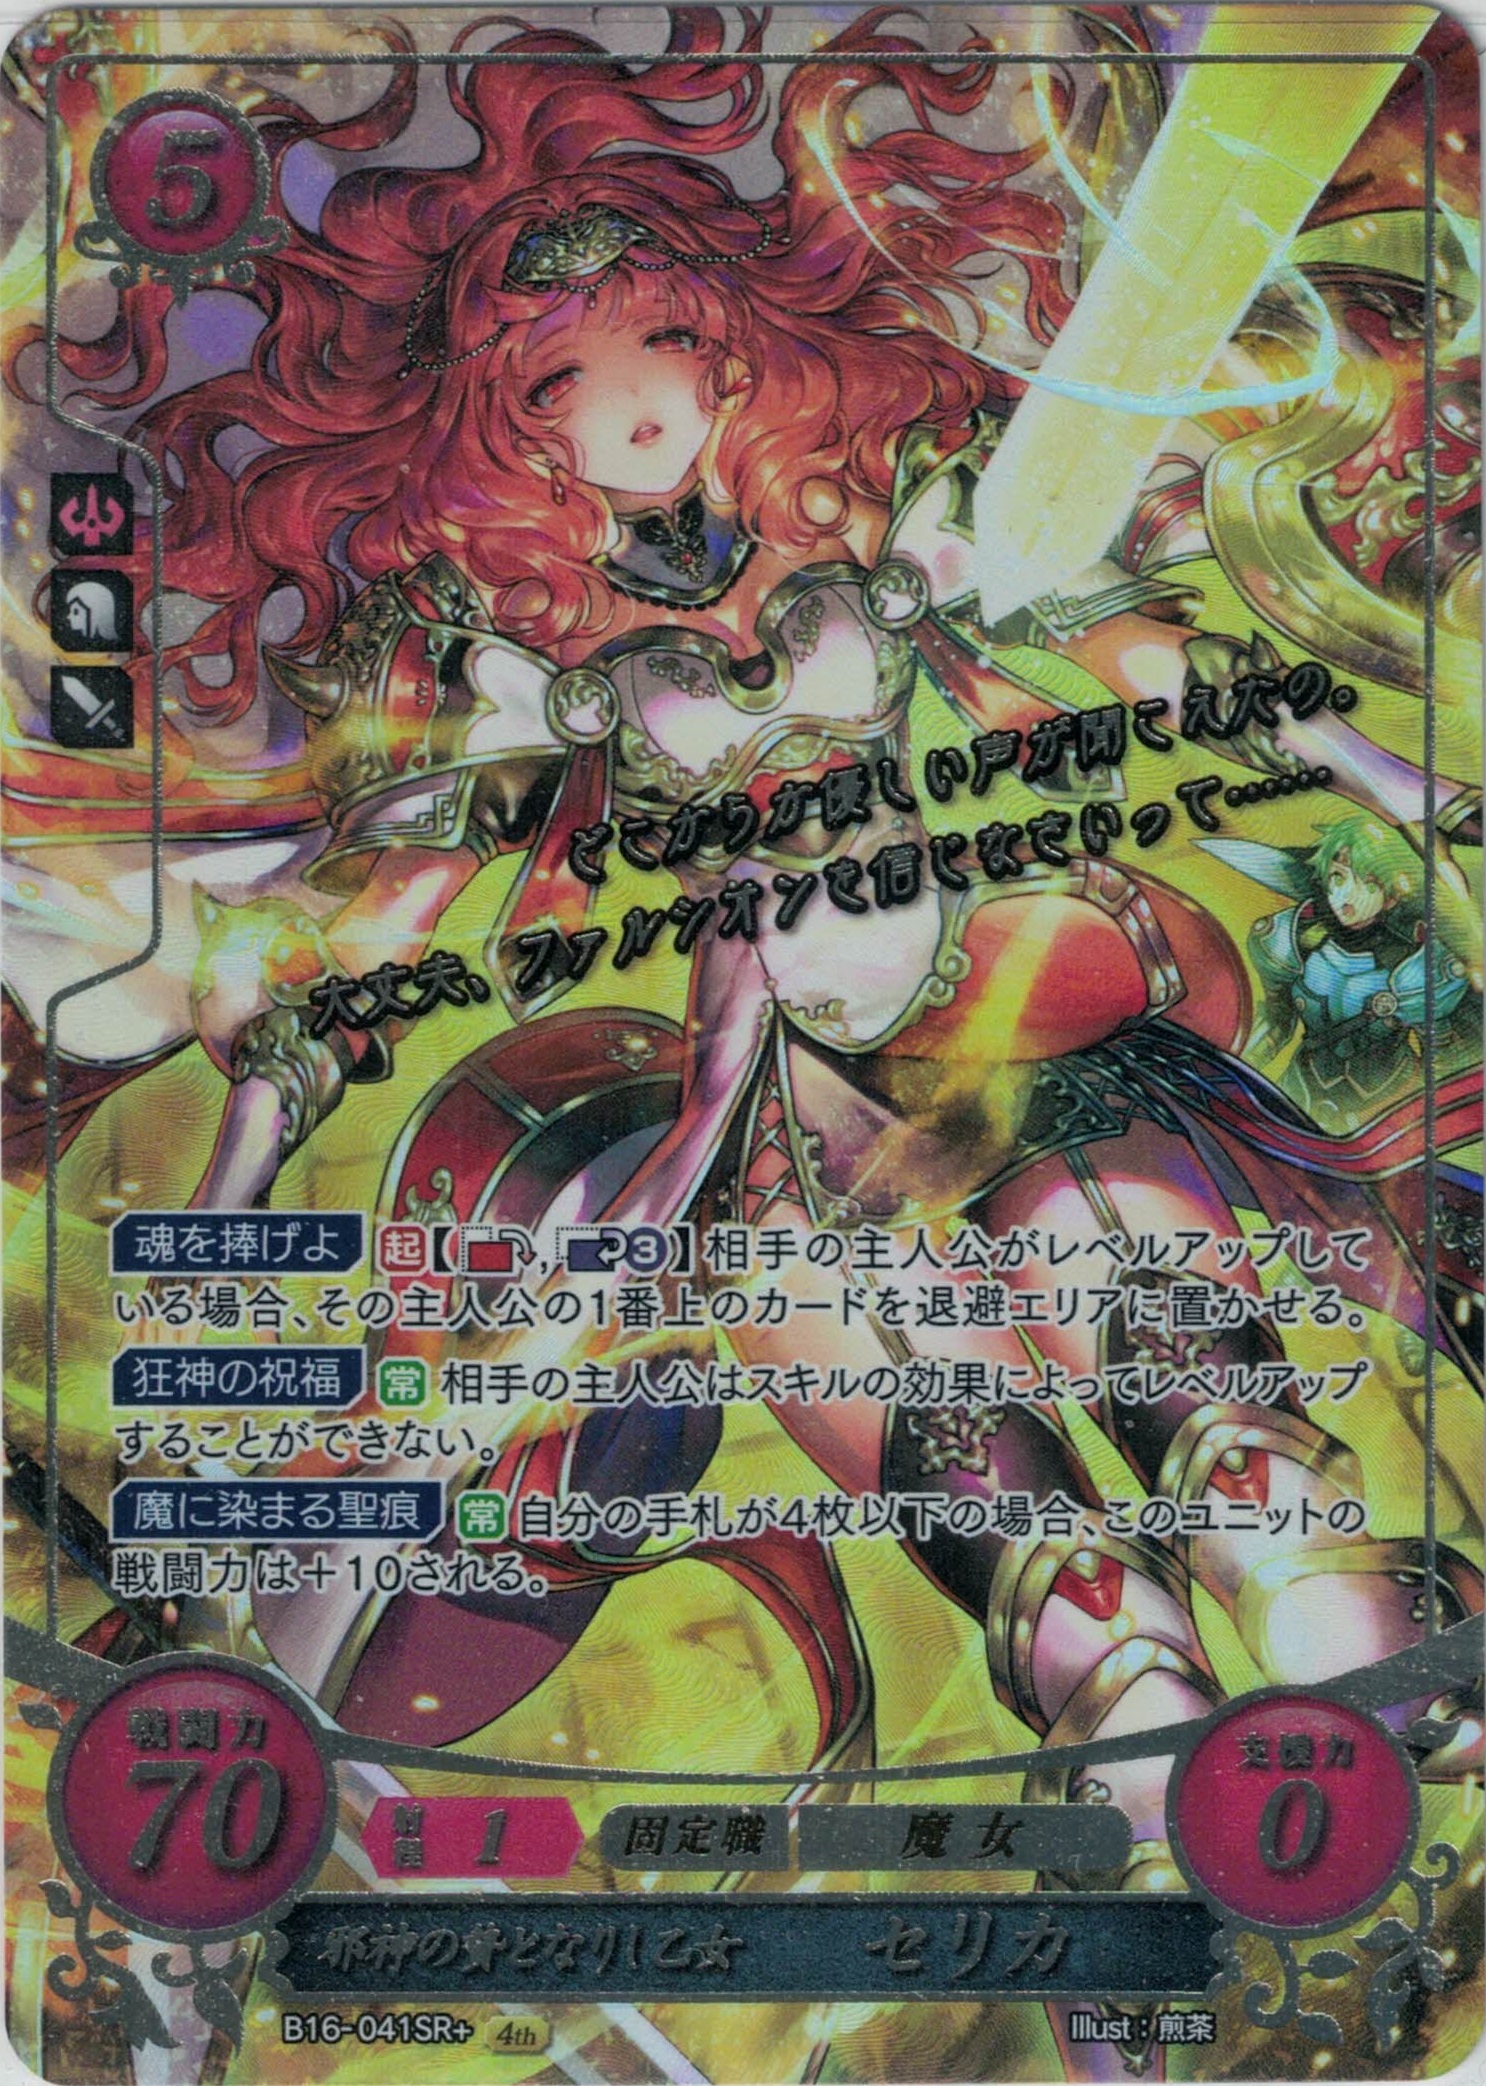 5
どこからか優しい声が聞こえたの。
大丈夫、ファルシオンを信じなさいって……
魂を捧げよ 起【 , 3】相手の主人公がレベルアップして
いる場合、その主人公の1番上のカードを退避エリアに置かせる。
狂神の祝福 常 相手の主人公はスキルの効果によってレベルアップ
することができない。
魔に染まる聖痕 常 自分の手札が4枚以下の場合、このユニットの
戦闘力は+10される。
戦闘力
70
射程 1 固定職 魔女
支援力
0
邪神の贄となりし乙女 セリカ
B16-041SR+ 4th Illust:煎茶